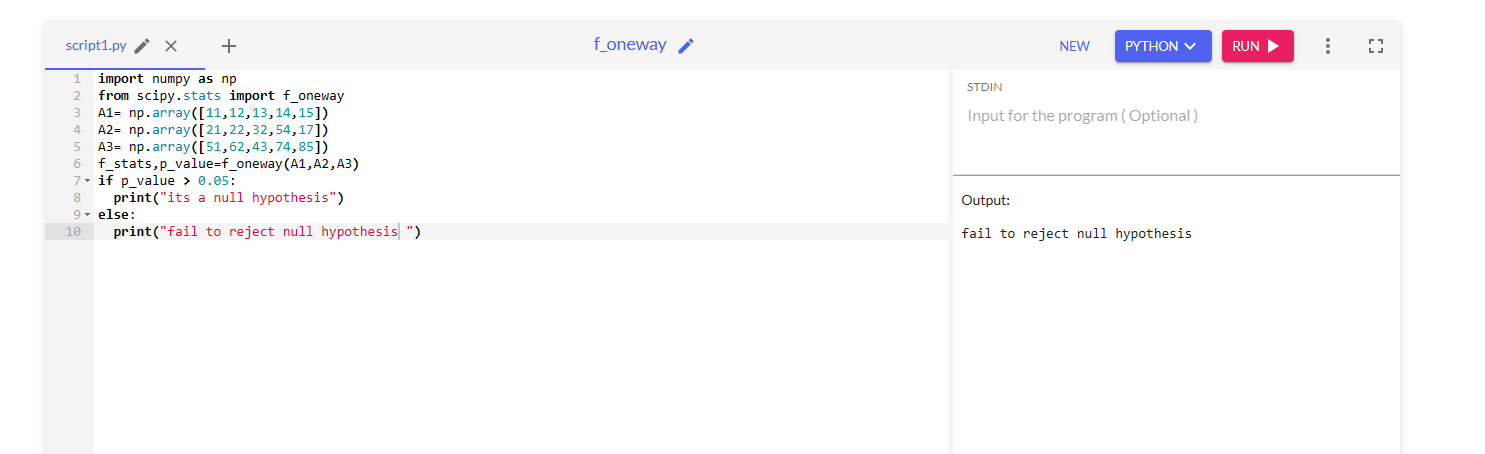 script1.py
f_oneway
NEW PYTHON RUN
1 import numpy as np
2 from scipy.stats import f_oneway
3 A1= np.array([11,12,13,14,15])
4 A2= np.array([21,22,32,54,17])
5 A3= np.array([51,62,43,74,85])
6 f_stats,p_value=f_oneway(A1,A2,A3)
7 if p_value > 0.05:
8   print("its a null hypothesis")
9 else:
10   print("fail to reject null hypothesis ")
STDIN
Input for the program ( Optional )
Output:
fail to reject null hypothesis